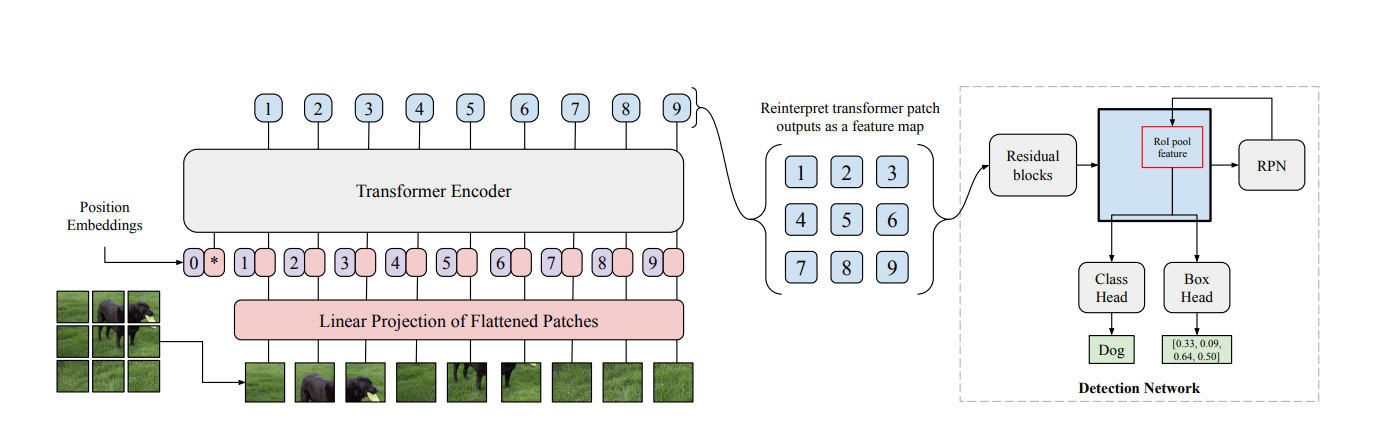 1 2 3 4 5 6 7 8 9
Transformer Encoder
Position
Embeddings
0 * 1 2 3 4 5 6 7 8 9
Linear Projection of Flattened Patches
Reinterpret transformer patch
outputs as a feature map
1 2 3
4 5 6
7 8 9
Residual
blocks
RoI pool
feature
RPN
Class
Head
Box
Head
Dog
[0.33, 0.09,
0.64, 0.50]
Detection Network